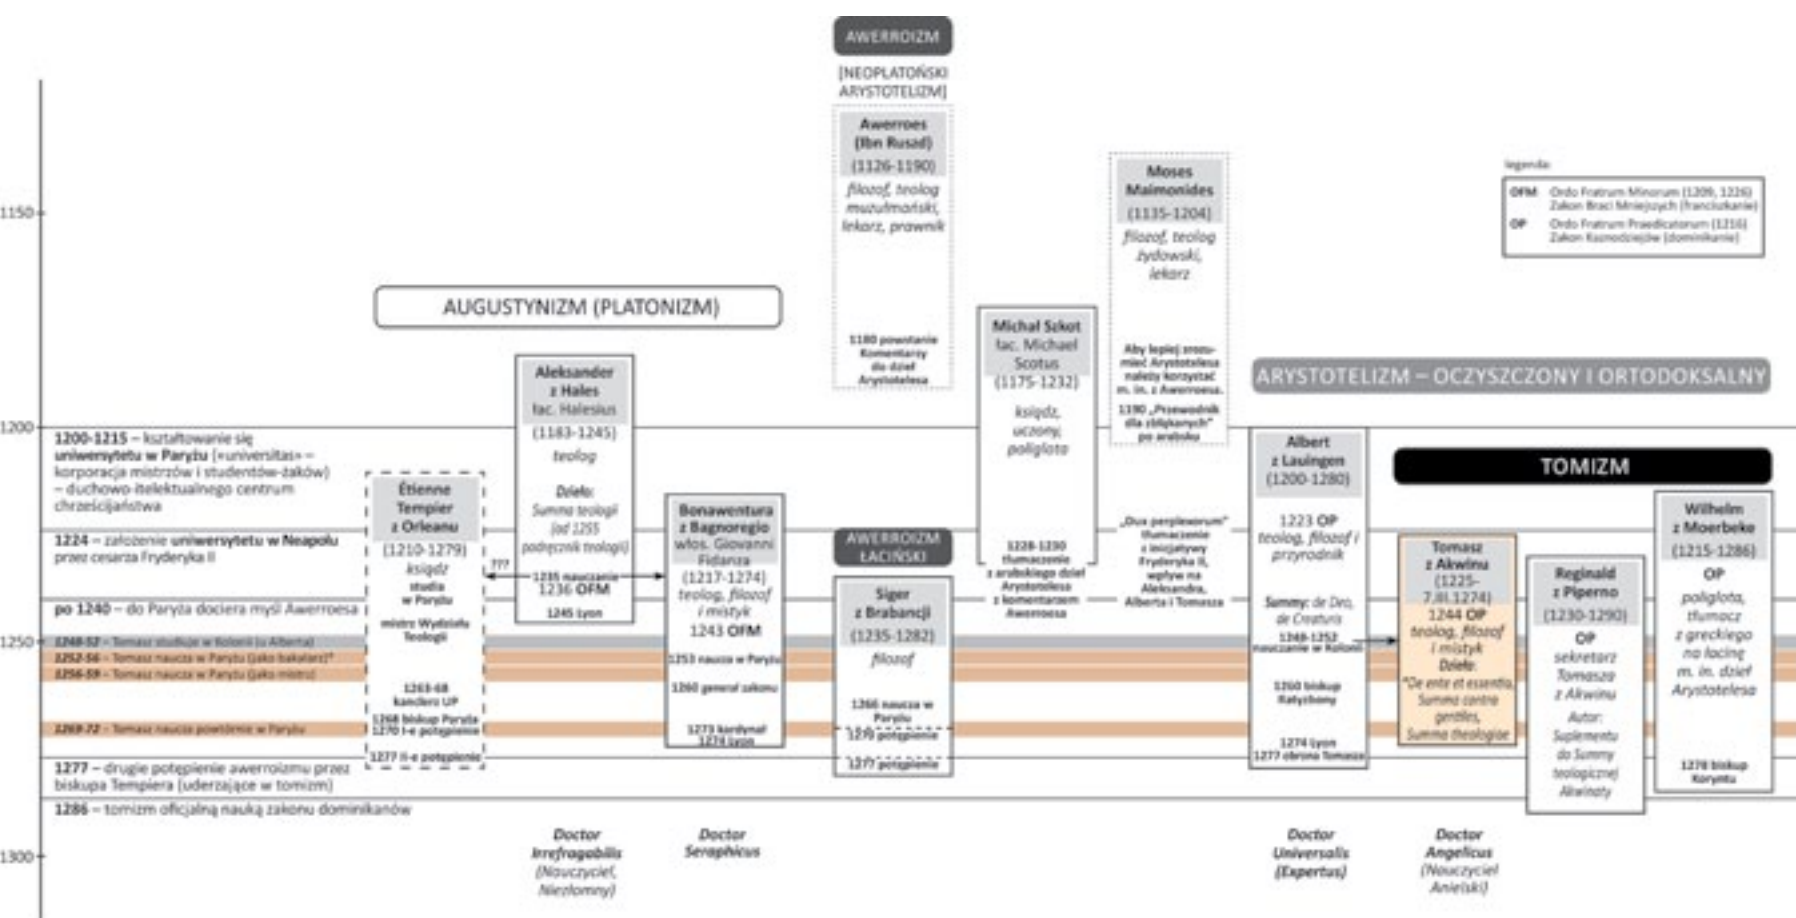 AWERROIZM
[NEOPLATOŃSKI
ARYSTOTELIZM]
Awerroes
(Ibn Ruszd)
(1126-1190)
filozof, teolog
muzułmański,
lekarz, prawnik
1180 powstanie
Komentarzy
do dzieł
Arystotelesa
Moses
Maimonides
(1135-1204)
filozof, teolog
żydowski,
lekarz
Aby lepiej zrozu-
mieć Arystotelesa
należy korzystać
m. in. z Awerroesa.
1190 „Przewodnik
dla zbłąkanych"
po arabsku
„Dux perplexorum"
tłumaczenie
z inicjatywy
Fryderyka II,
wpływ na
Aleksandra,
Alberta i Tomasza
legenda:
OFM Ordo Fratrum Minorum (1209, 1226)
Zakon Braci Mniejszych (franciszkanie)
OP Ordo Fratrum Praedicatorum (1216)
Zakon Kaznodziejów (dominikanie)
1150
1200
1250
1300
AUGUSTYNIZM (PLATONIZM)
Aleksander
z Hales
łac. Halesius
(1183-1245)
teolog
Dzieło:
Summa teologii
(od 1255
podręcznik teologii)
1235 nauczanie
1236 OFM
1245 Lyon
Michał Szkot
łac. Michael
Scotus
(1175-1232)
ksiądz,
uczony,
poliglota
1228-1230
tłumaczenie
z arabskiego dzieł
Arystotelesa
z komentarzem
Awerroesa
ARYSTOTELIZM – OCZYSZCZONY I ORTODOKSALNY
TOMIZM
1200-1215 – kształtowanie się
uniwersytetu w Paryżu (»universitas» –
korporacja mistrzów i studentów-żaków)
– duchowo-itelektualnego centrum
chrześcijaństwa
1224 – założenie uniwersytetu w Neapolu
przez cesarza Fryderyka II
po 1240 – do Paryża dociera myśl Awerroesa
1248-52 – Tomasz studiuje w Kolonii (u Alberta)
1252-56 – Tomasz naucza w Paryżu (jako bakałarz)*
1256-59 – Tomasz naucza w Paryżu (jako mistrz)
1269-72 – Tomasz naucza powtórnie w Paryżu
1277 – drugie potępienie awerroizmu przez
biskupa Tempiera (uderzające w tomizm)
1286 – tomizm oficjalną nauką zakonu dominikanów
Étienne
Tempier
z Orleanu
(1210-1279)
ksiądz
studia
w Paryżu
mistrz Wydziału
Teologii
1263-68
kanclerz UP
1268 biskup Paryża
1270 I-e potępienie
1277 II-e potępienie
???
Bonawentura
z Bagnoregio
włos. Giovanni
Fidanza
(1217-1274)
teolog, filozof
i mistyk
1243 OFM
1253 naucza w Paryżu
1260 generał zakonu
1273 kardynał
1274 Lyon
AWERROIZM
ŁACIŃSKI
Siger
z Brabancji
(1235-1282)
filozof
1266 naucza w
Paryżu
1270 potępienie
1277 potępienie
Albert
z Lauingen
(1200-1280)
1223 OP
teolog, filozof i
przyrodnik
Summy: de Deo,
de Creaturis
1248-1252
nauczanie w Kolonii
1260 biskup
Ratyzbony
1274 Lyon
1277 obrona Tomasza
Tomasz
z Akwinu
(1225-
7.III.1274)
1244 OP
teolog, filozof
i mistyk
Dzieła:
*De ente et essentia,
Summa contra
gentiles,
Summa theologiae
Reginald
z Piperno
(1230-1290)
OP
sekretarz
Tomasza
z Akwinu
Autor:
Suplementu
do Summy
teologicznej
Akwinaty
Wilhelm
z Moerbeke
(1215-1286)
OP
poliglota,
tłumacz
z greckiego
na łacinę
m. in. dzieł
Arystotelesa
1278 biskup
Koryntu
Doctor
Irrefragabilis
(Nauczyciel,
Niezłomny)
Doctor
Seraphicus
Doctor
Universalis
(Expertus)
Doctor
Angelicus
(Nauczyciel
Anielski)